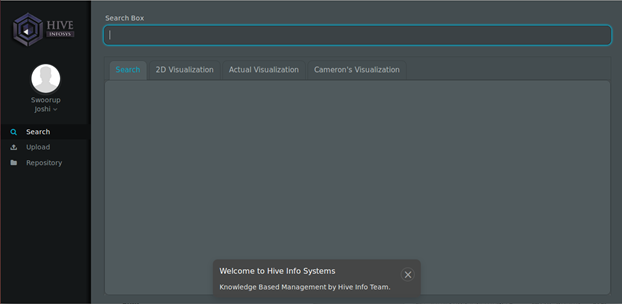 HIVE
INFOSYS
Swoorup
Joshi
Search
Upload
Repository
Search Box
Search
2D Visualization
Actual Visualization
Cameron's Visualization
Welcome to Hive Info Systems
Knowledge Based Management by Hive Info Team.